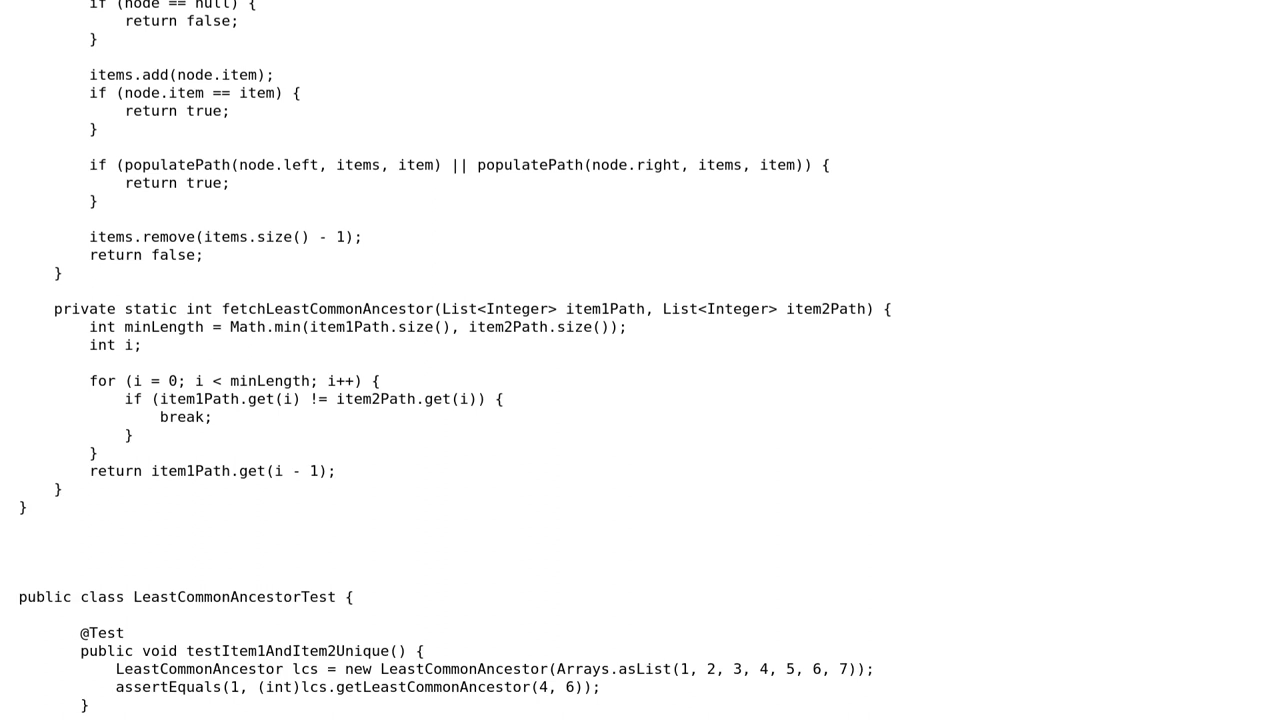 if (node == null) {
return false;
}
items.add(node.item);
if (node.item == item) {
return true;
}
if (populatePath(node.left, items, item) || populatePath(node.right, items, item)) {
return true;
}
items.remove(items.size() - 1);
return false;
}
private static int fetchLeastCommonAncestor(List<Integer> item1Path, List<Integer> item2Path) {
int minLength = Math.min(item1Path.size(), item2Path.size());
int i;
for (i = 0; i < minLength; i++) {
if (item1Path.get(i) != item2Path.get(i)) {
break;
}
}
return item1Path.get(i - 1);
}
}
public class LeastCommonAncestorTest {
@Test
public void testItem1AndItem2Unique() {
LeastCommonAncestor lcs = new LeastCommonAncestor(Arrays.asList(1, 2, 3, 4, 5, 6, 7));
assertEquals(1, (int)lcs.getLeastCommonAncestor(4, 6));
}